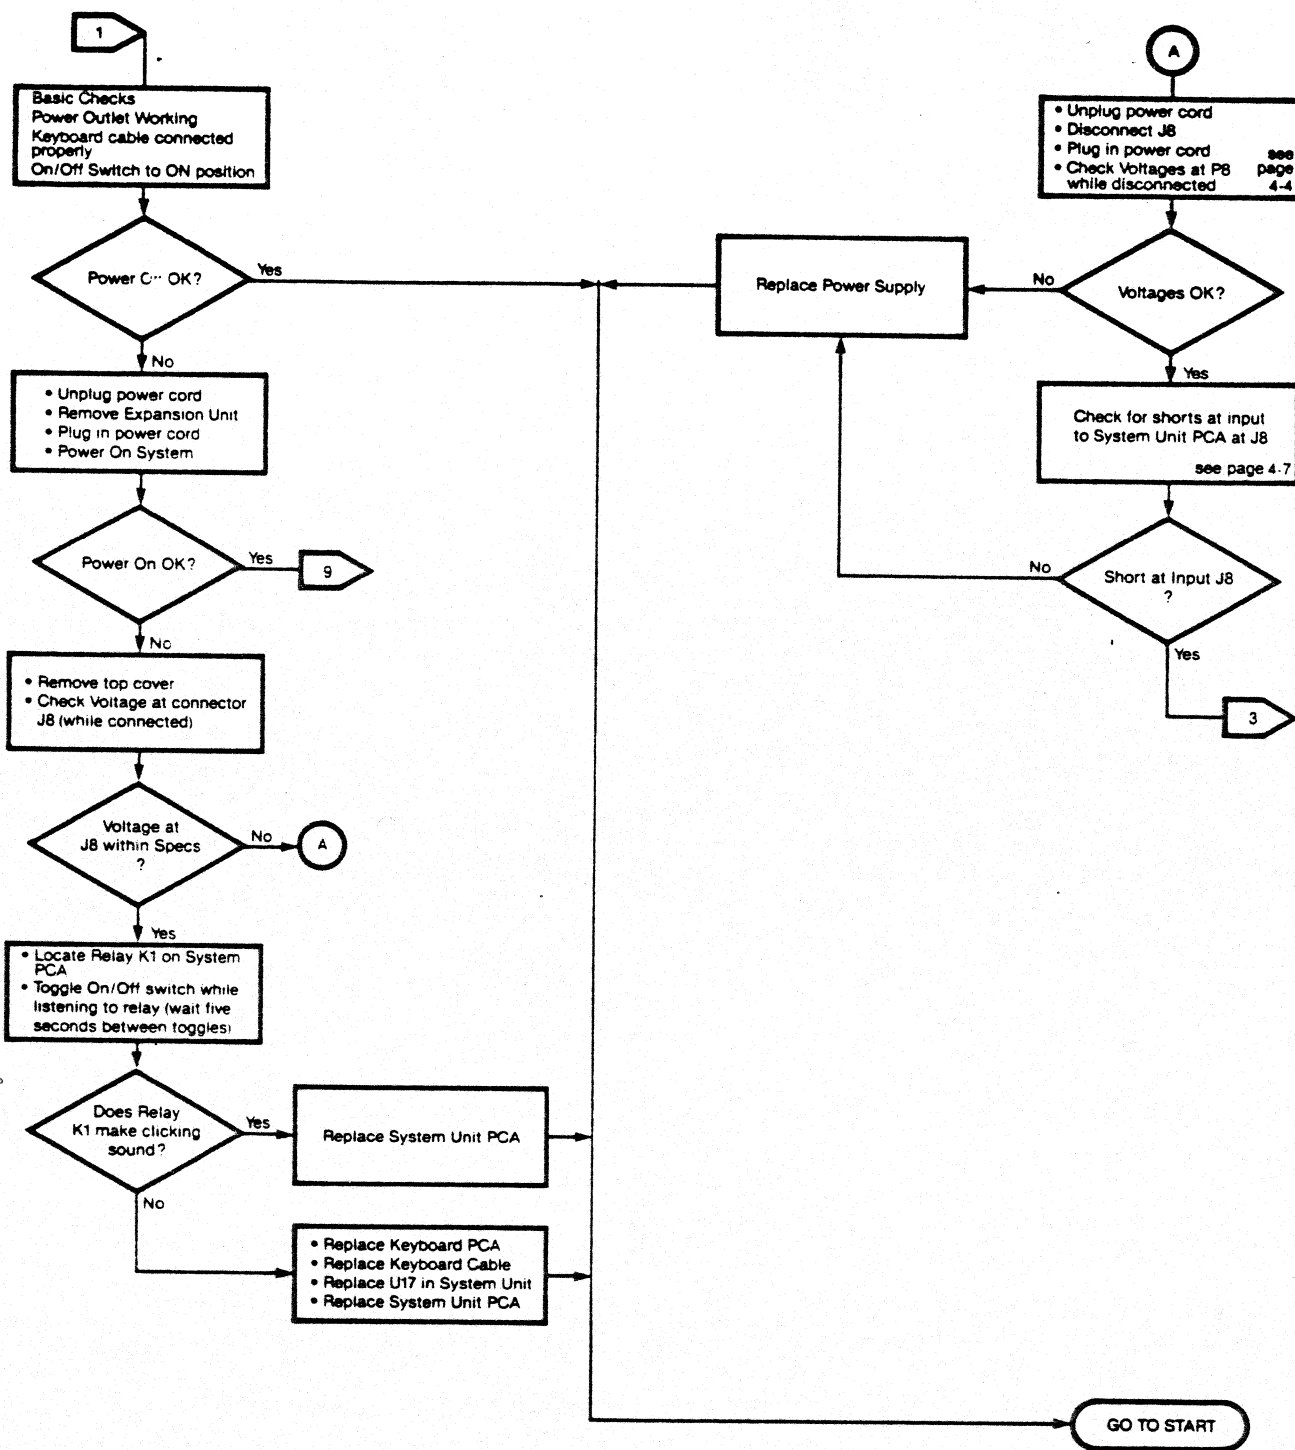 1
Basic Checks
Power Outlet Working
Keyboard cable connected
properly
On/Off Switch to ON position
Power OK?
Yes
No
• Unplug power cord
• Remove Expansion Unit
• Plug in power cord
• Power On System
Power On OK?
Yes
9
No
• Remove top cover
• Check Voltage at connector
J8 (while connected)
Voltage at
J8 within Specs
?
No
A
Yes
• Locate Relay K1 on System
PCA
• Toggle On/Off switch while
listening to relay (wait five
seconds between toggles)
Does Relay
K1 make clicking
sound?
Yes
Replace System Unit PCA
No
• Replace Keyboard PCA
• Replace Keyboard Cable
• Replace U17 in System Unit
• Replace System Unit PCA
A
• Unplug power cord
• Disconnect J8
• Plug in power cord see
• Check Voltages at P8 page
while disconnected 4-4
Voltages OK?
No
Replace Power Supply
Yes
Check for shorts at input
to System Unit PCA at J8
see page 4-7
Short at Input J8
?
No
Yes
3
GO TO START